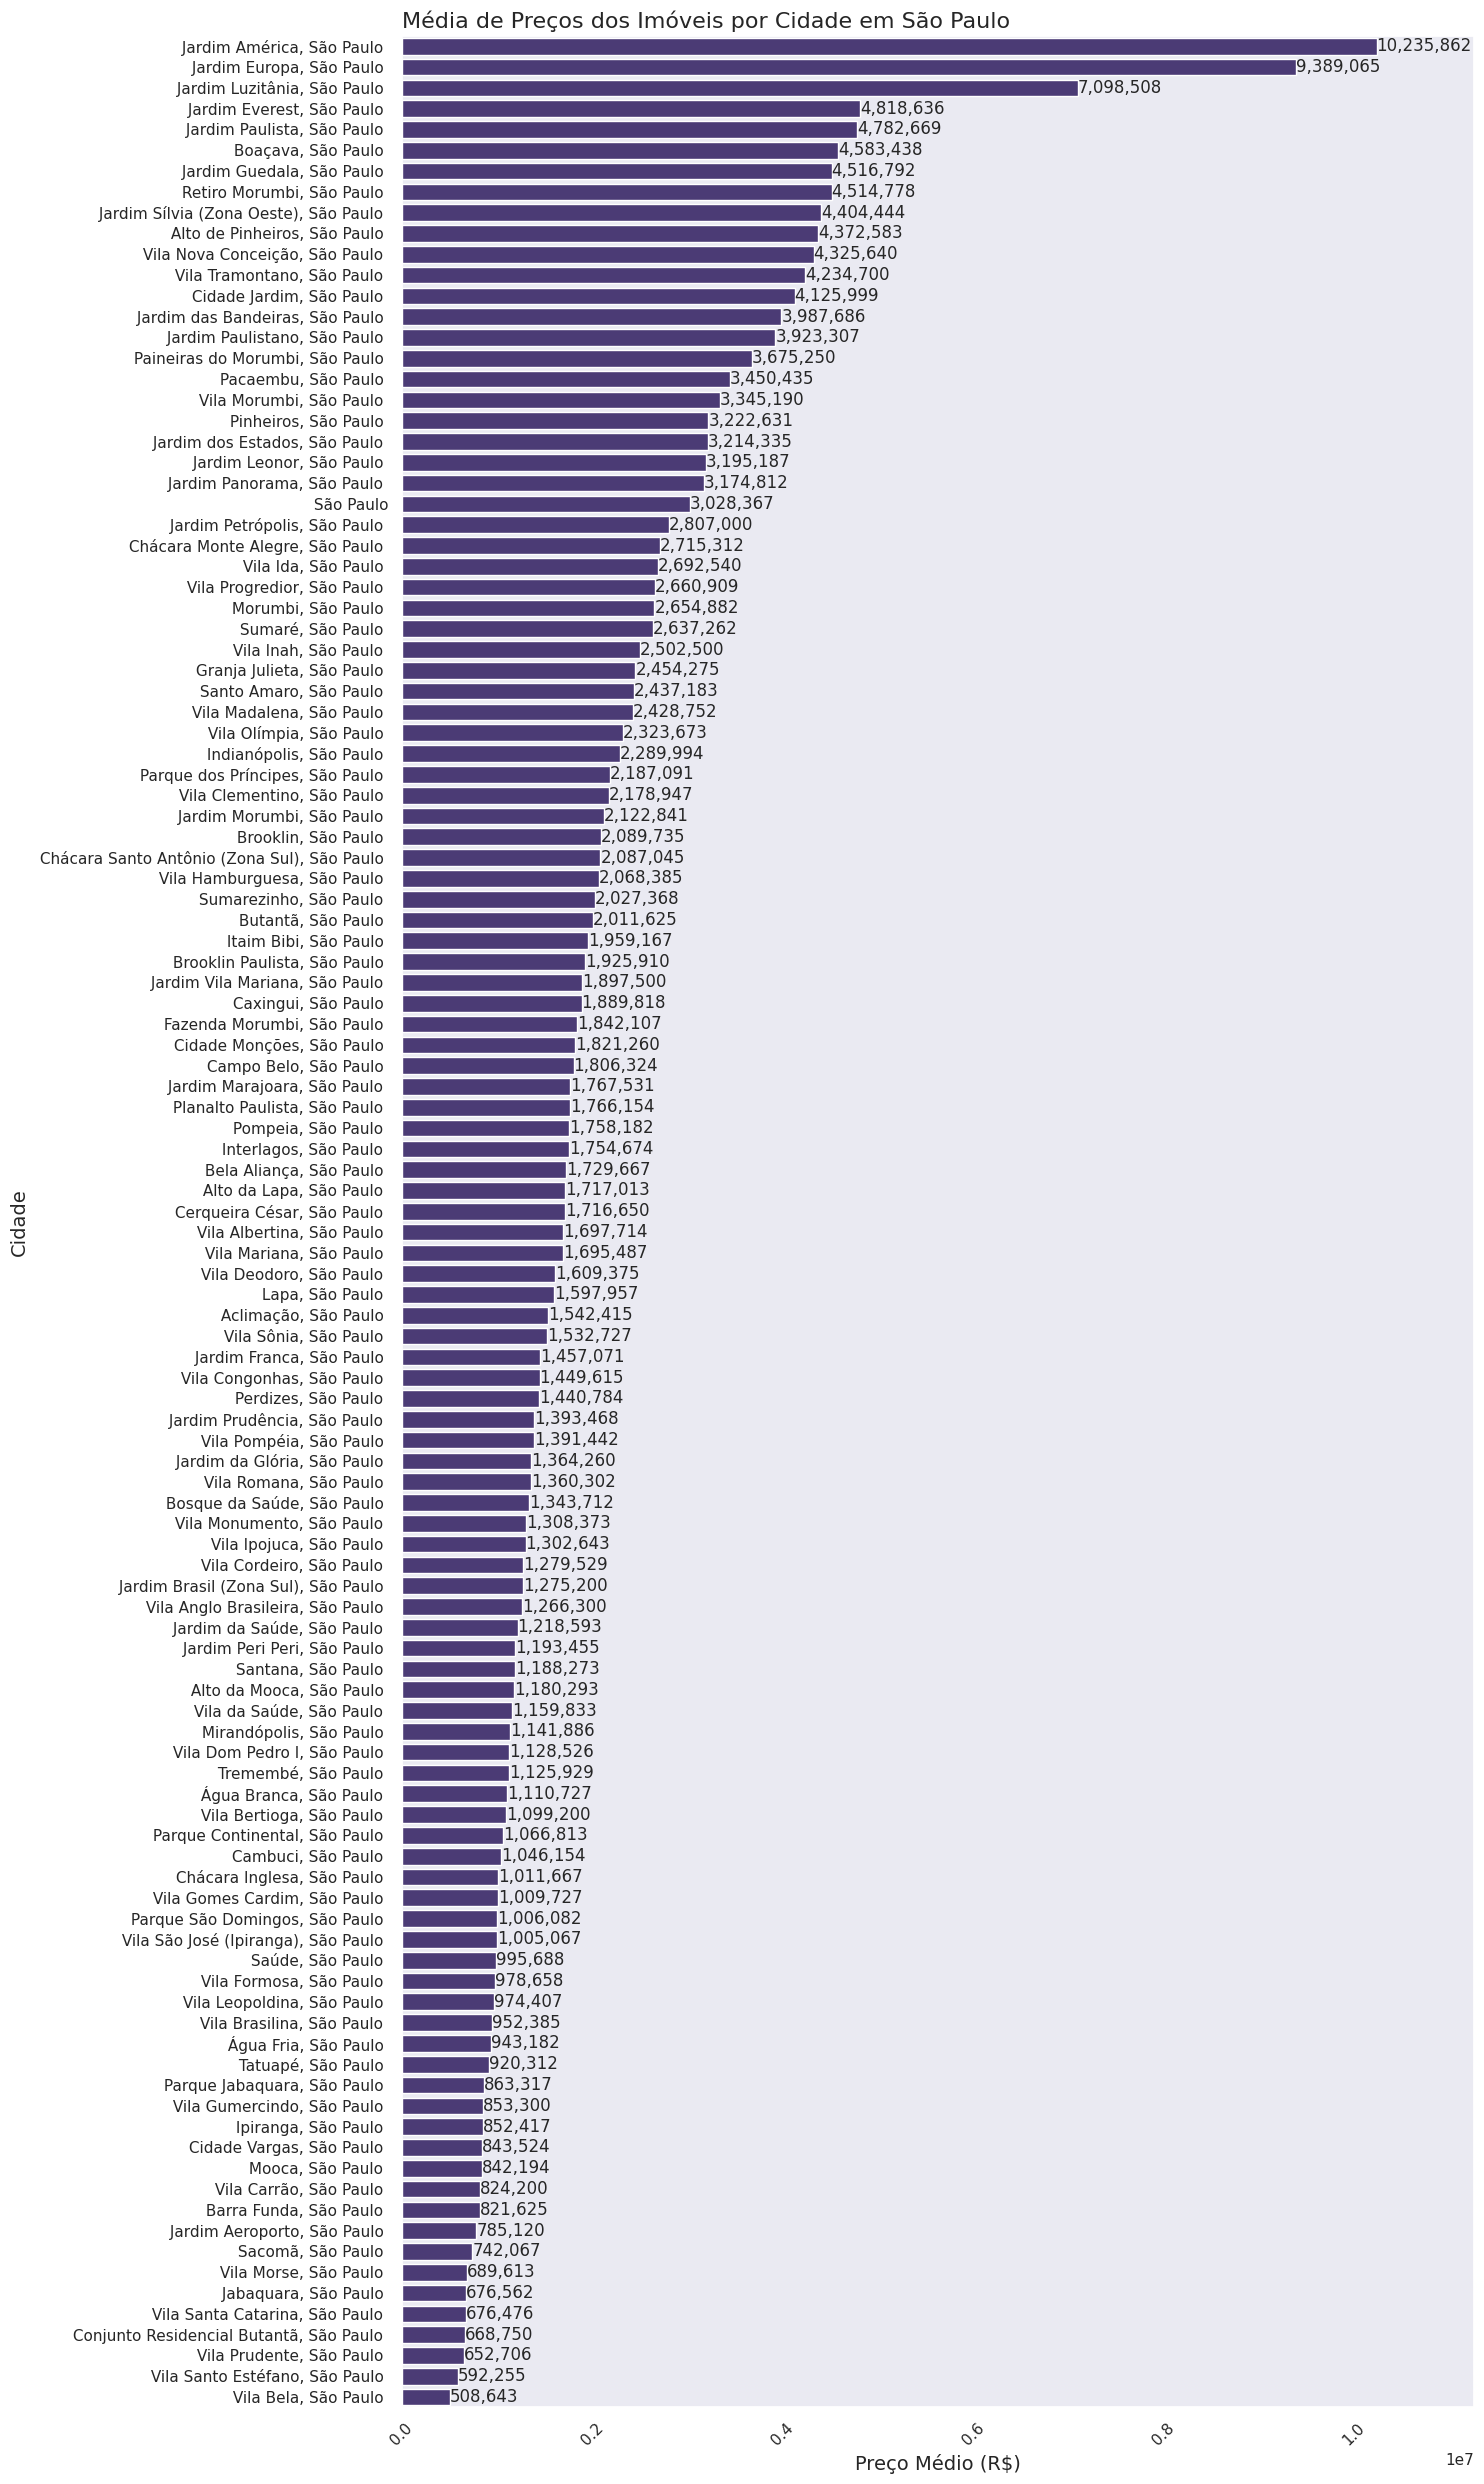 Média de Preços dos Imóveis por Cidade em São Paulo
Jardim América, São Paulo 10,235,862
Jardim Europa, São Paulo 9,389,065
Jardim Luzitânia, São Paulo 7,098,508
Jardim Everest, São Paulo 4,818,636
Jardim Paulista, São Paulo 4,782,669
Boaçava, São Paulo 4,583,438
Jardim Guedala, São Paulo 4,516,792
Retiro Morumbi, São Paulo 4,514,778
Jardim Sílvia (Zona Oeste), São Paulo 4,404,444
Alto de Pinheiros, São Paulo 4,372,583
Vila Nova Conceição, São Paulo 4,325,640
Vila Tramontano, São Paulo 4,234,700
Cidade Jardim, São Paulo 4,125,999
Jardim das Bandeiras, São Paulo 3,987,686
Jardim Paulistano, São Paulo 3,923,307
Paineiras do Morumbi, São Paulo 3,675,250
Pacaembu, São Paulo 3,450,435
Vila Morumbi, São Paulo 3,345,190
Pinheiros, São Paulo 3,222,631
Jardim dos Estados, São Paulo 3,214,335
Jardim Leonor, São Paulo 3,195,187
Jardim Panorama, São Paulo 3,174,812
São Paulo 3,028,367
Jardim Petrópolis, São Paulo 2,807,000
Chácara Monte Alegre, São Paulo 2,715,312
Vila Ida, São Paulo 2,692,540
Vila Progredior, São Paulo 2,660,909
Morumbi, São Paulo 2,654,882
Sumaré, São Paulo 2,637,262
Vila Inah, São Paulo 2,502,500
Granja Julieta, São Paulo 2,454,275
Santo Amaro, São Paulo 2,437,183
Vila Madalena, São Paulo 2,428,752
Vila Olímpia, São Paulo 2,323,673
Indianópolis, São Paulo 2,289,994
Parque dos Príncipes, São Paulo 2,187,091
Vila Clementino, São Paulo 2,178,947
Jardim Morumbi, São Paulo 2,122,841
Brooklin, São Paulo 2,089,735
Chácara Santo Antônio (Zona Sul), São Paulo 2,087,045
Vila Hamburguesa, São Paulo 2,068,385
Sumarezinho, São Paulo 2,027,368
Butantã, São Paulo 2,011,625
Itaim Bibi, São Paulo 1,959,167
Brooklin Paulista, São Paulo 1,925,910
Jardim Vila Mariana, São Paulo 1,897,500
Caxingui, São Paulo 1,889,818
Fazenda Morumbi, São Paulo 1,842,107
Cidade Monções, São Paulo 1,821,260
Campo Belo, São Paulo 1,806,324
Jardim Marajoara, São Paulo 1,767,531
Planalto Paulista, São Paulo 1,766,154
Pompeia, São Paulo 1,758,182
Interlagos, São Paulo 1,754,674
Bela Aliança, São Paulo 1,729,667
Alto da Lapa, São Paulo 1,717,013
Cerqueira César, São Paulo 1,716,650
Cidade
Vila Albertina, São Paulo 1,697,714
Vila Mariana, São Paulo 1,695,487
Vila Deodoro, São Paulo 1,609,375
Lapa, São Paulo 1,597,957
Aclimação, São Paulo 1,542,415
Vila Sônia, São Paulo 1,532,727
Jardim Franca, São Paulo 1,457,071
Vila Congonhas, São Paulo 1,449,615
Perdizes, São Paulo 1,440,784
Jardim Prudência, São Paulo 1,393,468
Vila Pompéia, São Paulo 1,391,442
Jardim da Glória, São Paulo 1,364,260
Vila Romana, São Paulo 1,360,302
Bosque da Saúde, São Paulo 1,343,712
Vila Monumento, São Paulo 1,308,373
Vila Ipojuca, São Paulo 1,302,643
Vila Cordeiro, São Paulo 1,279,529
Jardim Brasil (Zona Sul), São Paulo 1,275,200
Vila Anglo Brasileira, São Paulo 1,266,300
Jardim da Saúde, São Paulo 1,218,593
Jardim Peri Peri, São Paulo 1,193,455
Santana, São Paulo 1,188,273
Alto da Mooca, São Paulo 1,180,293
Vila da Saúde, São Paulo 1,159,833
Mirandópolis, São Paulo 1,141,886
Vila Dom Pedro I, São Paulo 1,128,526
Tremembé, São Paulo 1,125,929
Água Branca, São Paulo 1,110,727
Vila Bertioga, São Paulo 1,099,200
Parque Continental, São Paulo 1,066,813
Cambuci, São Paulo 1,046,154
Chácara Inglesa, São Paulo 1,011,667
Vila Gomes Cardim, São Paulo 1,009,727
Parque São Domingos, São Paulo 1,006,082
Vila São José (Ipiranga), São Paulo 1,005,067
Saúde, São Paulo 995,688
Vila Formosa, São Paulo 978,658
Vila Leopoldina, São Paulo 974,407
Vila Brasilina, São Paulo 952,385
Água Fria, São Paulo 943,182
Tatuapé, São Paulo 920,312
Parque Jabaquara, São Paulo 863,317
Vila Gumercindo, São Paulo 853,300
Ipiranga, São Paulo 852,417
Cidade Vargas, São Paulo 843,524
Mooca, São Paulo 842,194
Vila Carrão, São Paulo 824,200
Barra Funda, São Paulo 821,625
Jardim Aeroporto, São Paulo 785,120
Sacomã, São Paulo 742,067
Vila Morse, São Paulo 689,613
Jabaquara, São Paulo 676,562
Vila Santa Catarina, São Paulo 676,476
Conjunto Residencial Butantã, São Paulo 668,750
Vila Prudente, São Paulo 652,706
Vila Santo Estéfano, São Paulo 592,255
Vila Bela, São Paulo 508,643
0.0 0.2 0.4 0.6 0.8 1.0
1e7
Preço Médio (R$)